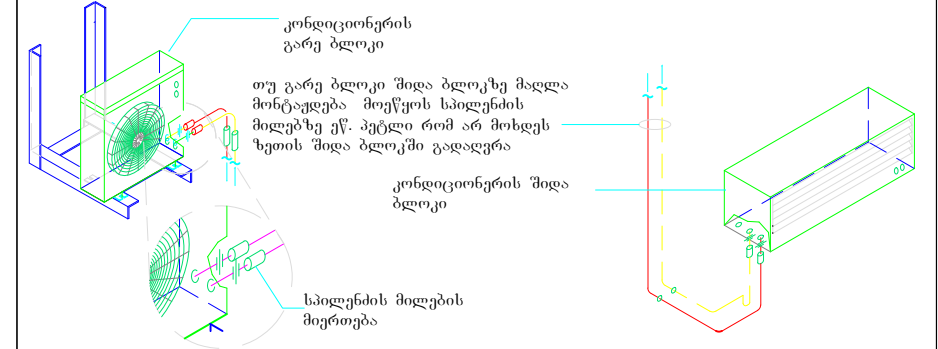 კონდიციონერის
გარე ბლოკი
თუ გარე ბლოკი შიდა ბლოკზე მაღლა
მონტაჟდება მოეწყოს სპილენძის
მილებზე ეწ. პეტლი რომ არ მოხდეს
ზეთის შიდა ბლოკში გადაღვრა
კონდიციონერის შიდა
ბლოკი
სპილენძის მილების
მიერთება